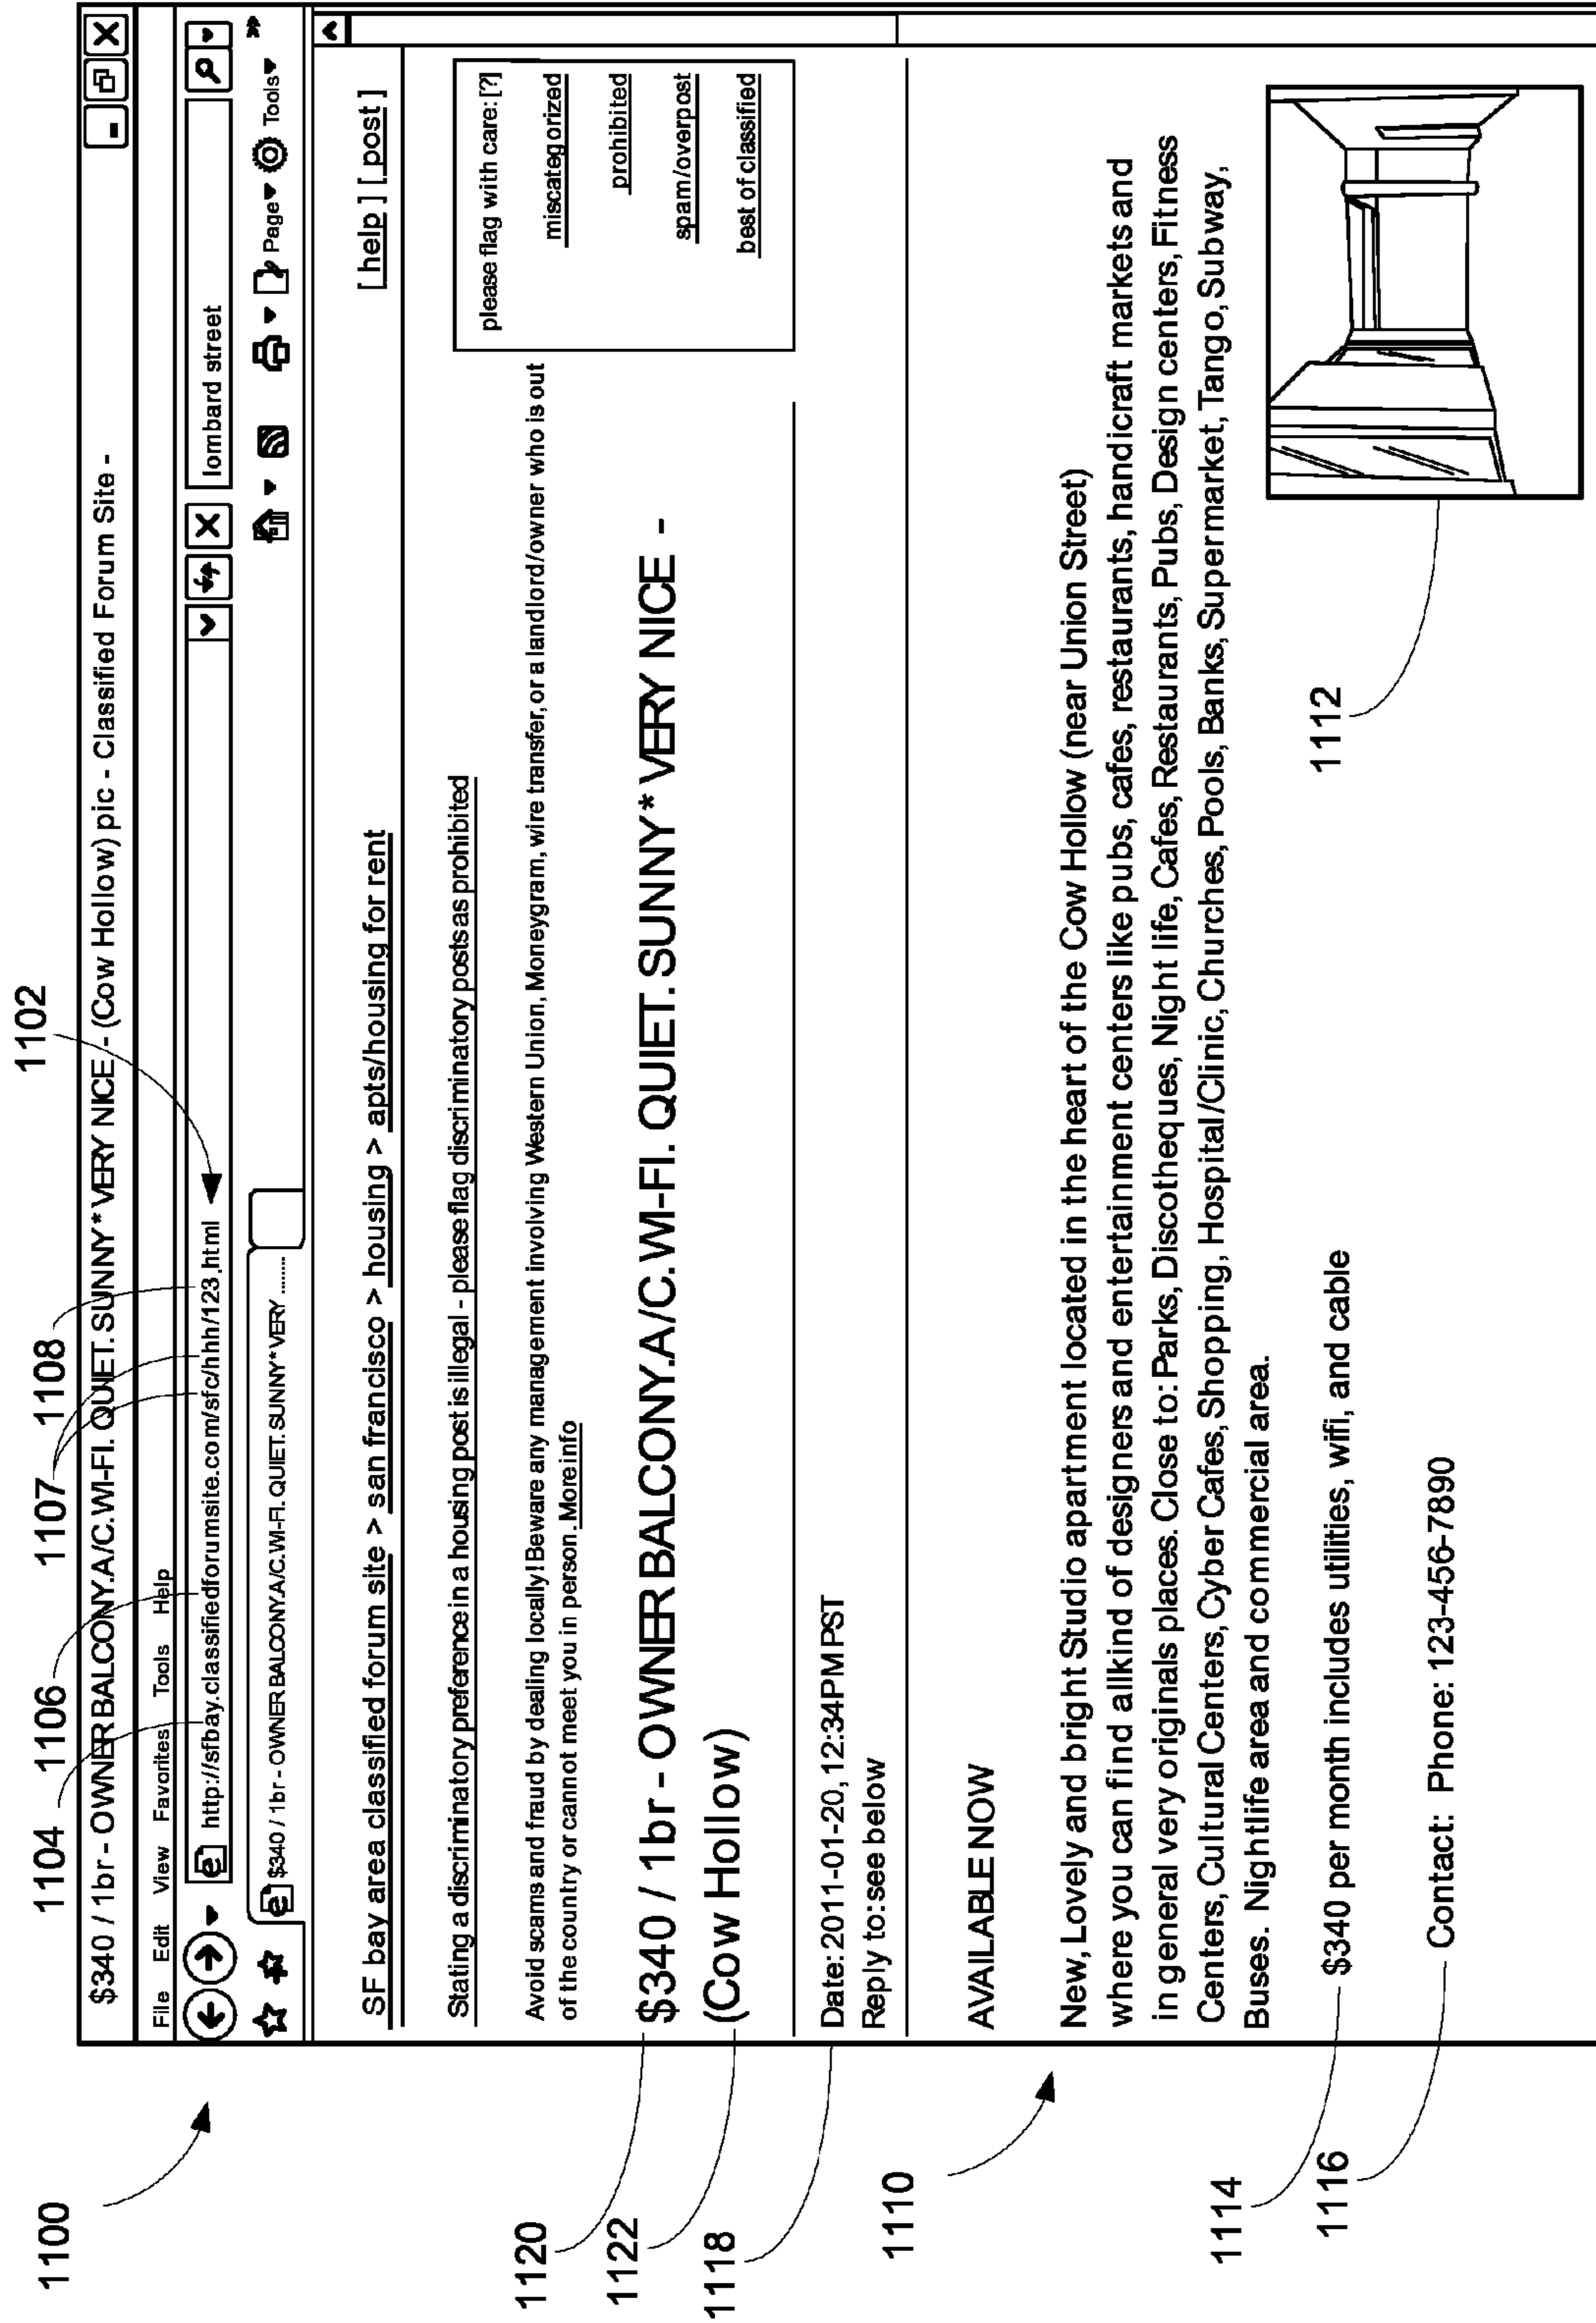 1100
1102
1104
1106
1107
1108
$340 / 1br - OWNER BALCONY.A/C.WI-FI. QUIET. SUNNY* VERY NICE - (Cow Hollow) pic - Classified Forum Site -
File Edit View Favorites Tools Help
http://sfbay.classifiedforumsite.com/sfc/hhh/123.html
lombard street
$340 / 1br - OWNER BALCONY.A/C.WI-FI. QUIET. SUNNY* VERY ........
Page Tools »
SF bay area classified forum site > san francisco > housing > apts/housing for rent
[ help ] [ post ]
Stating a discriminatory preference in a housing post is illegal - please flag discriminatory posts as prohibited
please flag with care: [?]
miscategorized
prohibited
spam/overpost
best of classified
Avoid scams and fraud by dealing locally! Beware any management involving Western Union, Moneygram, wire transfer, or a landlord/owner who is out
of the country or cannot meet you in person. More info
1120
$340 / 1br - OWNER BALCONY.A/C.WI-FI. QUIET. SUNNY* VERY NICE -
1122
(Cow Hollow)
1118
Date: 2011-01-20, 12:34PM PST
Reply to: see below
1110
AVAILABLE NOW
New, Lovely and bright Studio apartment located in the heart of the Cow Hollow (near Union Street)
where you can find allkind of designers and entertainment centers like pubs, cafes, restaurants, handicraft markets and
in general very originals places. Close to: Parks, Discotheques, Night life, Cafes, Restaurants, Pubs, Design centers, Fitness
Centers, Cultural Centers, Cyber Cafes, Shopping, Hospital/Clinic, Churches, Pools, Banks, Supermarket, Tango, Subway,
Buses. Nightlife area and commercial area.
1114
$340 per month includes utilities, wifi, and cable
1112
1116
Contact: Phone: 123-456-7890